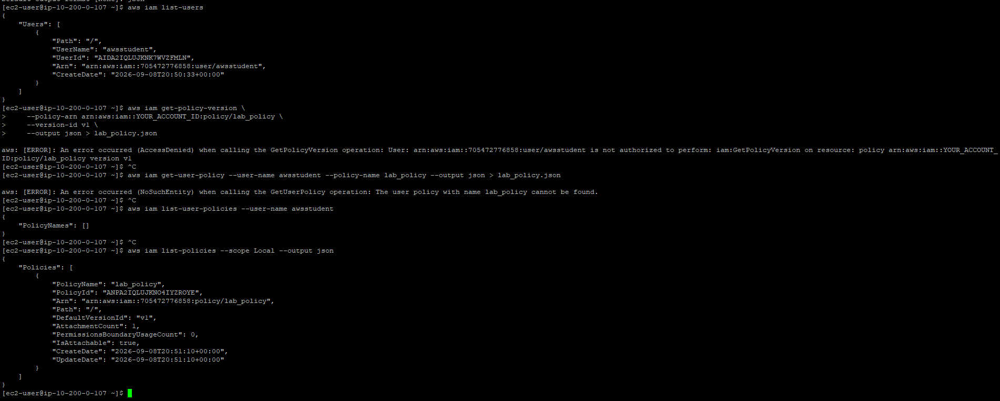 Default output format [None]: json
[ec2-user@ip-10-200-0-107 ~]$ aws iam list-users
{
    "Users": [
        {
            "Path": "/",
            "UserName": "awsstudent",
            "UserId": "AIDA2IQLUJKNK7WVZFMLN",
            "Arn": "arn:aws:iam::705472776858:user/awsstudent",
            "CreateDate": "2026-09-08T20:50:33+00:00"
        }
    ]
}
[ec2-user@ip-10-200-0-107 ~]$ aws iam get-policy-version \
>     --policy-arn arn:aws:iam::YOUR_ACCOUNT_ID:policy/lab_policy \
>     --version-id v1 \
>     --output json > lab_policy.json

aws: [ERROR]: An error occurred (AccessDenied) when calling the GetPolicyVersion operation: User: arn:aws:iam::705472776858:user/awsstudent is not authorized to perform: iam:GetPolicyVersion on resource: policy arn:aws:iam::YOUR_ACCOUNT_
ID:policy/lab_policy version v1
[ec2-user@ip-10-200-0-107 ~]$ ^C
[ec2-user@ip-10-200-0-107 ~]$ aws iam get-user-policy --user-name awsstudent --policy-name lab_policy --output json > lab_policy.json

aws: [ERROR]: An error occurred (NoSuchEntity) when calling the GetUserPolicy operation: The user policy with name lab_policy cannot be found.
[ec2-user@ip-10-200-0-107 ~]$ ^C
[ec2-user@ip-10-200-0-107 ~]$ aws iam list-user-policies --user-name awsstudent
{
    "PolicyNames": []
}
[ec2-user@ip-10-200-0-107 ~]$ ^C
[ec2-user@ip-10-200-0-107 ~]$ aws iam list-policies --scope Local --output json
{
    "Policies": [
        {
            "PolicyName": "lab_policy",
            "PolicyId": "ANPA2IQLUJKNO4IYZROYE",
            "Arn": "arn:aws:iam::705472776858:policy/lab_policy",
            "Path": "/",
            "DefaultVersionId": "v1",
            "AttachmentCount": 1,
            "PermissionsBoundaryUsageCount": 0,
            "IsAttachable": true,
            "CreateDate": "2026-09-08T20:51:10+00:00",
            "UpdateDate": "2026-09-08T20:51:10+00:00"
        }
    ]
}
[ec2-user@ip-10-200-0-107 ~]$